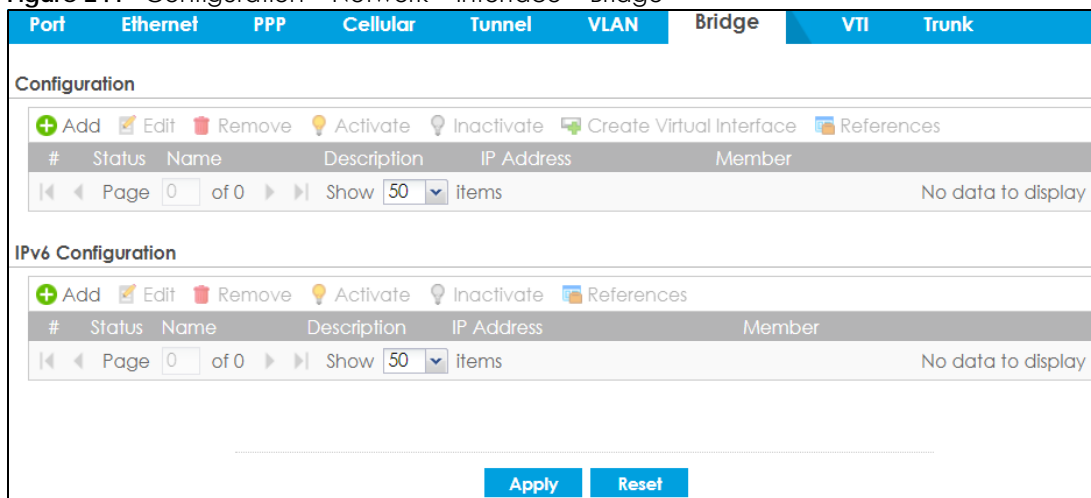 Port Ethernet PPP Cellular Tunnel VLAN Bridge VTI Trunk
Configuration
Add Edit Remove Activate Inactivate Create Virtual Interface References
# Status Name Description IP Address Member
Page 0 of 0 Show 50 items No data to display
IPv6 Configuration
Add Edit Remove Activate Inactivate References
# Status Name Description IP Address Member
Page 0 of 0 Show 50 items No data to display
Apply Reset